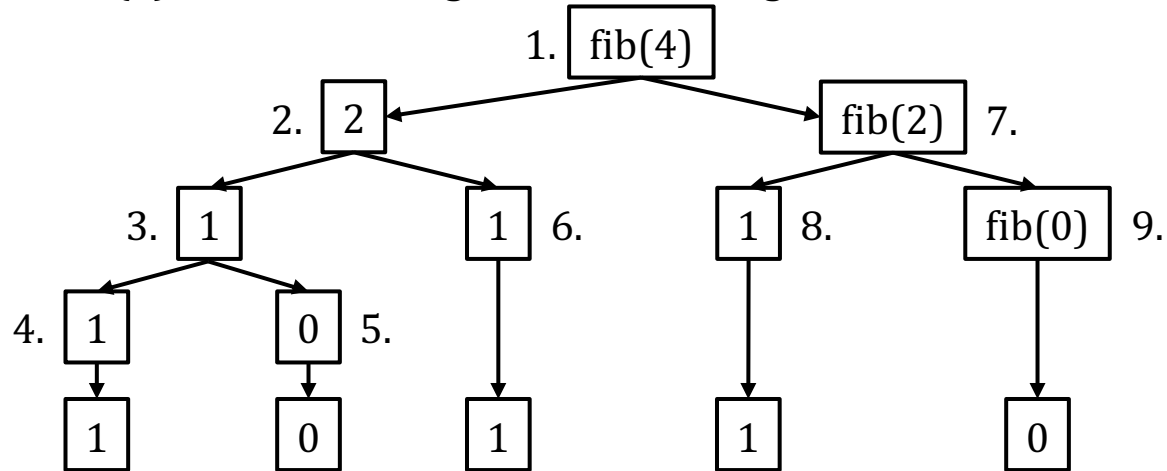 1. fib(4)
2. 2 fib(2) 7.
3. 1 1 6. 1 8. fib(0) 9.
4. 1 0 5.
1 0 1 1 0